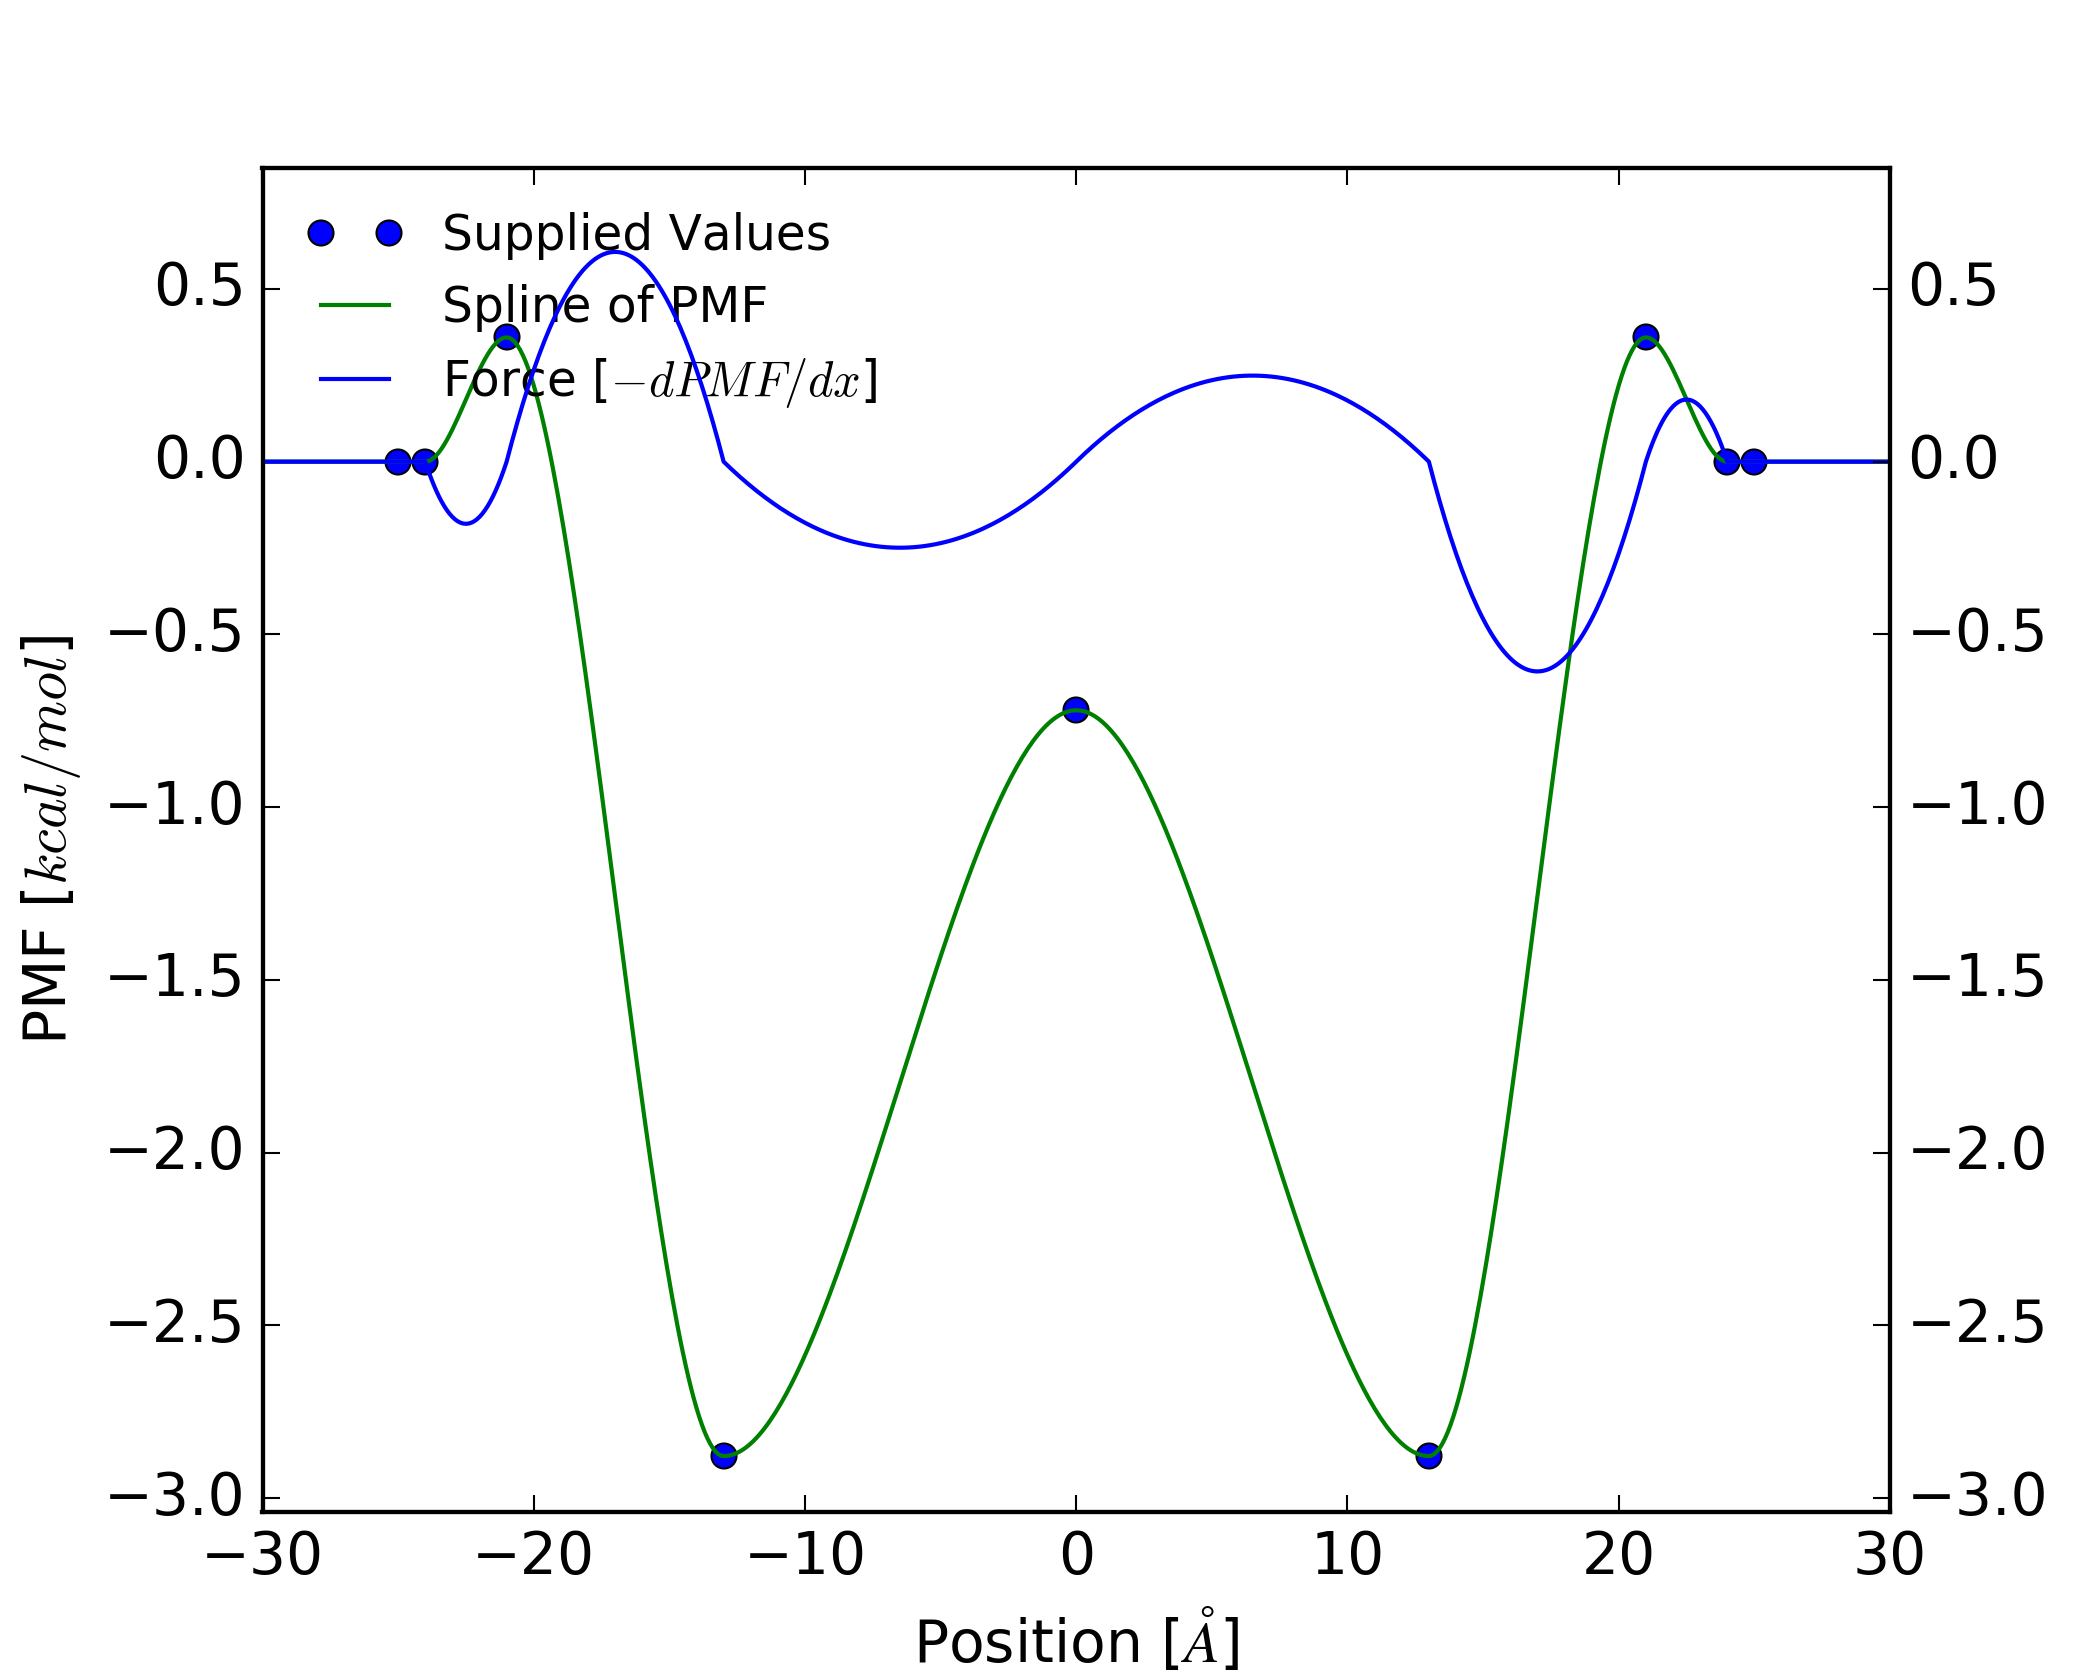 Supplied Values
Spline of PMF
Force [−dPMF/dx]
0.5
0.0
−0.5
−1.0
−1.5
−2.0
−2.5
−3.0
PMF [kcal/mol]
0.5
0.0
−0.5
−1.0
−1.5
−2.0
−2.5
−3.0
−30 −20 −10 0 10 20 30
Position [Å]